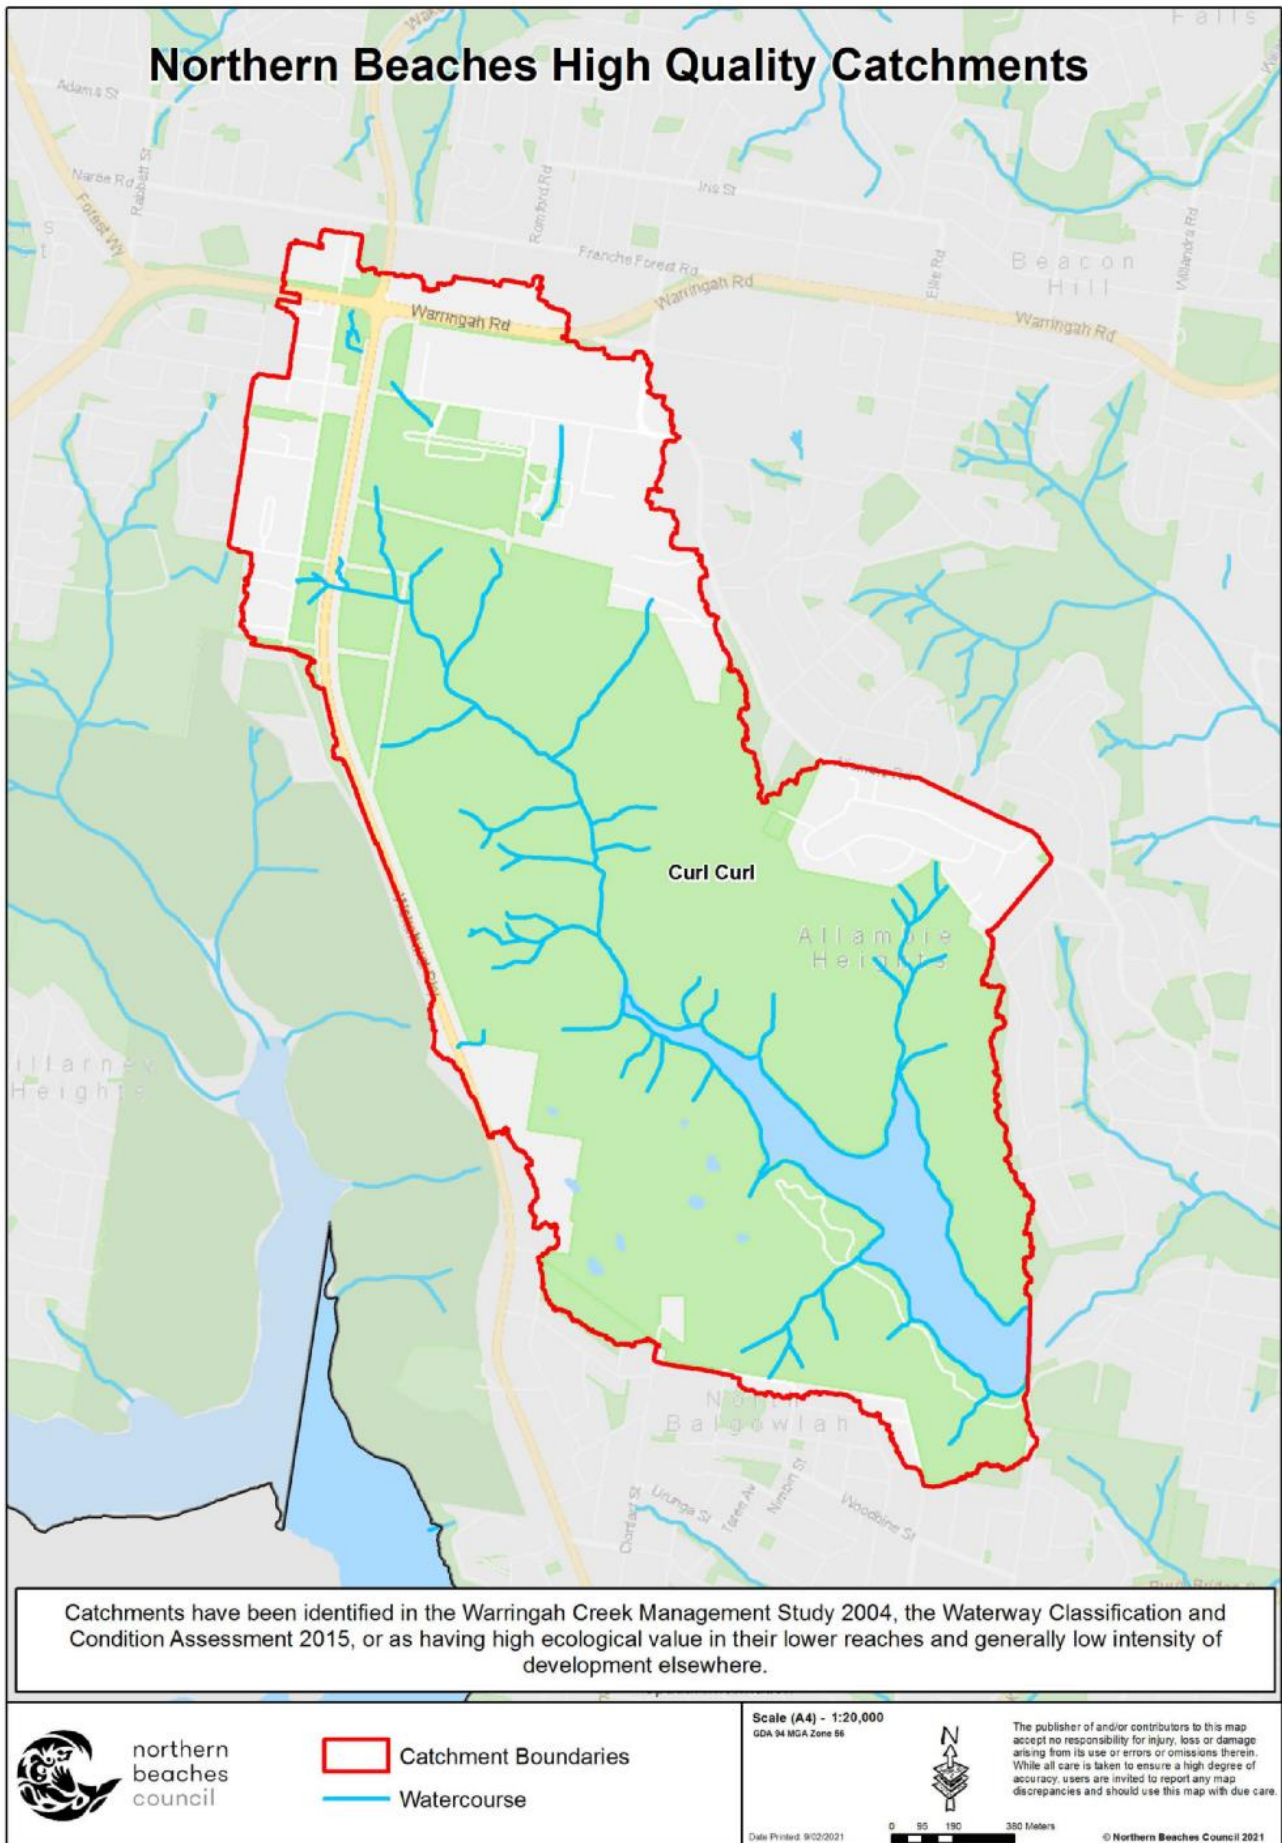 Falls
Northern Beaches High Quality Catchments
Adams St
Rabbett St
Naree Rd
Forest Wy
Romford Rd
Iris St
Frenchs Forest Rd
Ellis Rd
Willandra Rd
Beacon
Hill
Warringah Rd
Warringah Rd
Warringah Rd
Curl Curl
Allambie
Heights
illarney
Heights
North
Balgowlah
Urunga St
Nimbin St
Woodbine St
Catchments have been identified in the Warringah Creek Management Study 2004, the Waterway Classification and
Condition Assessment 2015, or as having high ecological value in their lower reaches and generally low intensity of
development elsewhere.
northern
beaches
council
Catchment Boundaries
Watercourse
Scale (A4) - 1:20,000
GDA 94 MGA Zone 56
N
The publisher of and/or contributors to this map
accept no responsibility for injury, loss or damage
arising from its use or errors or omissions therein.
While all care is taken to ensure a high degree of
accuracy, users are invited to report any map
discrepancies and should use this map with due care.
0 95 190 380 Meters
Date Printed: 9/02/2021
© Northern Beaches Council 2021